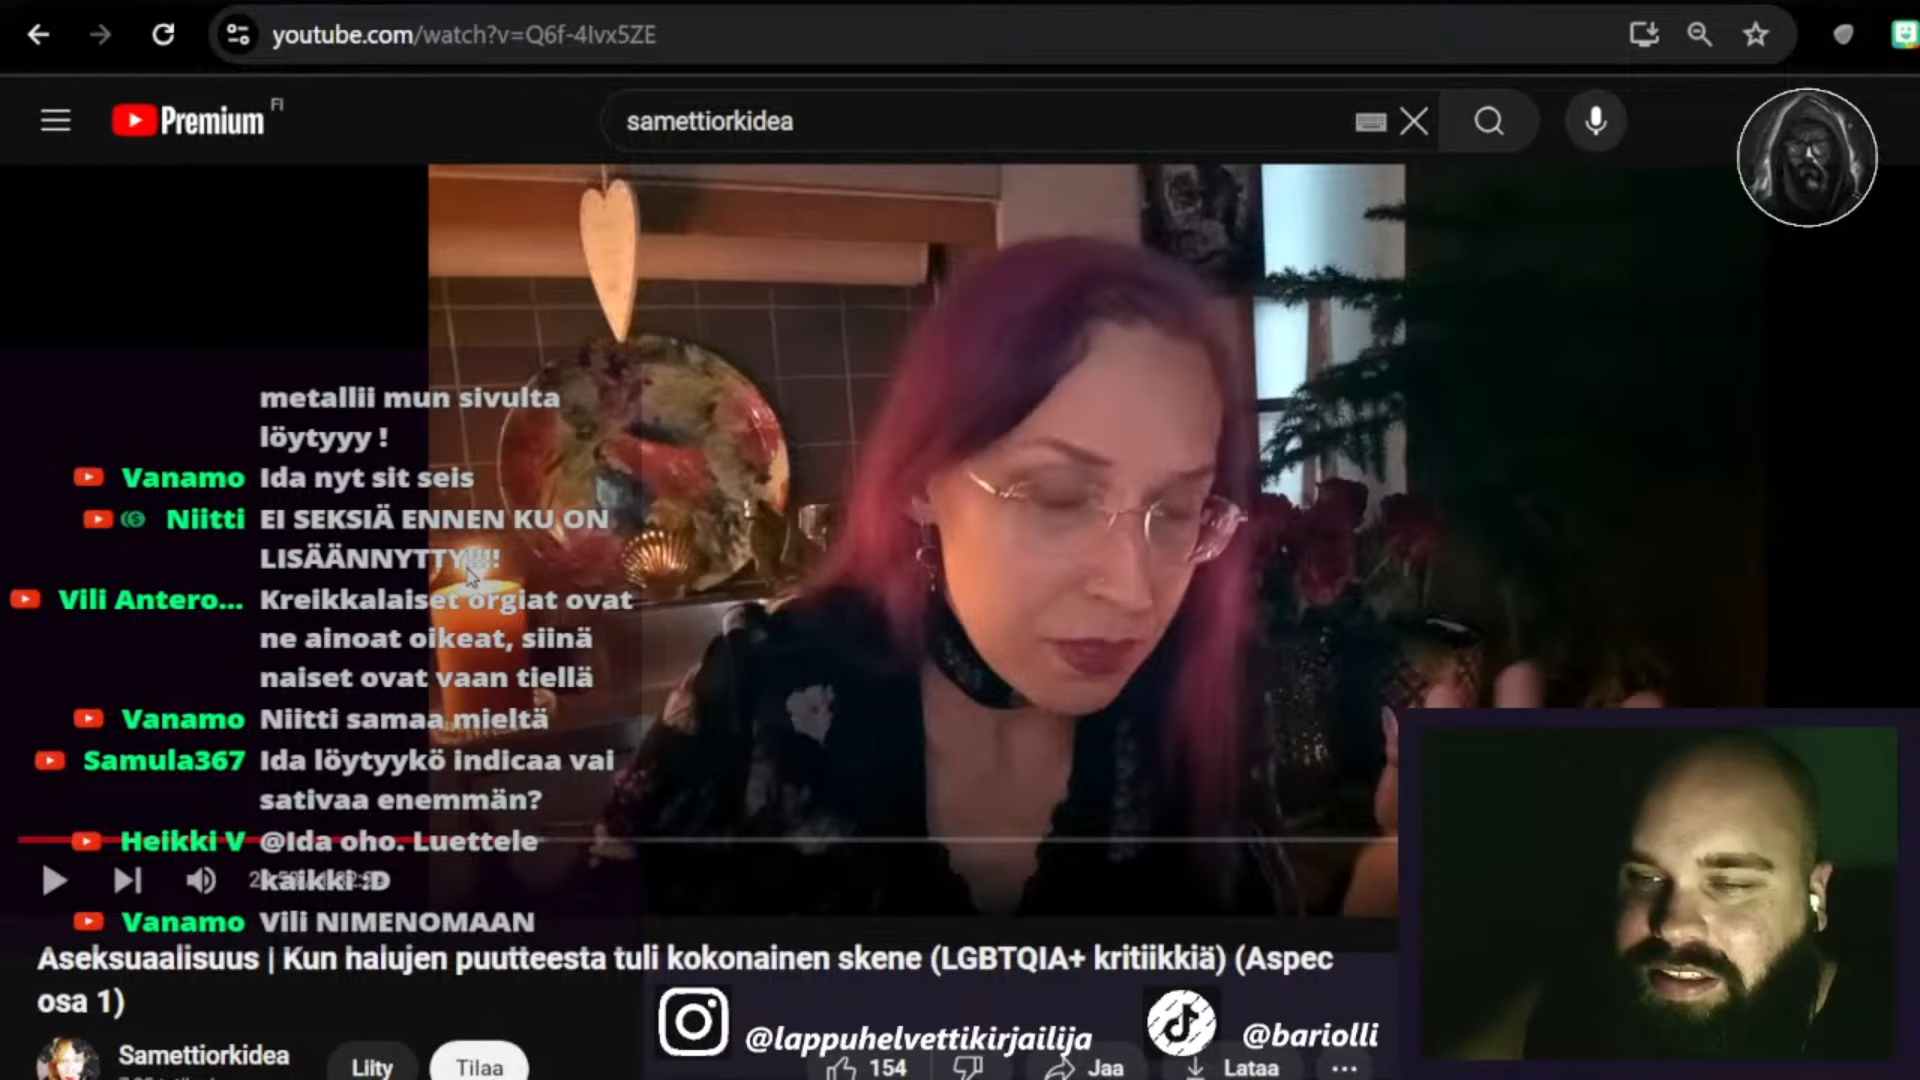 youtube.com/watch?v=Q6f-4lvx5ZE
Premium FI
samettiorkidea
metallii mun sivulta
löytyyy !
Vanamo Ida nyt sit seis
Niitti EI SEKSIÄ ENNEN KU ON
LISÄÄNNYTTY!!!!
Vili Antero... Kreikkalaiset orgiat ovat
ne ainoat oikeat, siinä
naiset ovat vaan tiellä
Vanamo Niitti samaa mieltä
Samula367 Ida löytyykö indicaa vai
sativaa enemmän?
Heikki V @Ida oho. Luettele
kaikki :D
Vanamo Vili NIMENOMAAN
Aseksuaalisuus | Kun halujen puutteesta tuli kokonainen skene (LGBTQIA+ kritiikkiä) (Aspec
osa 1)
@lappuhelvettikirjailija @bariolli
Samettiorkidea
Liity Tilaa 154 Jaa Lataa